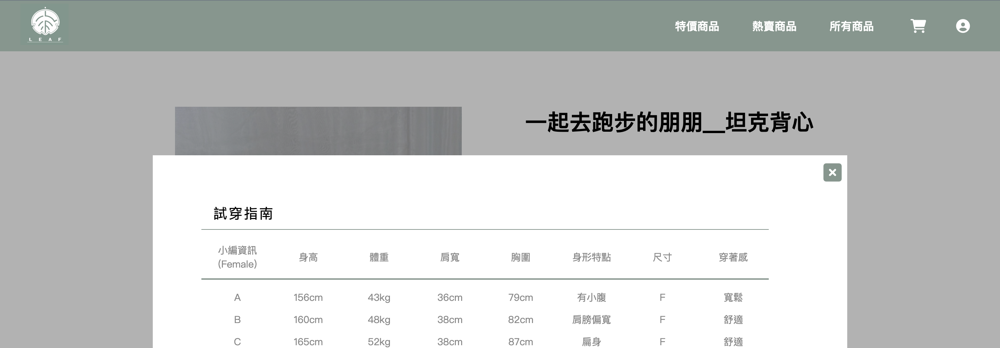 LEAF
特價商品 熱賣商品 所有商品
一起去跑步的朋朋__坦克背心
試穿指南
小編資訊 (Female) 身高 體重 肩寬 胸圍 身形特點 尺寸 穿著感
A 156cm 43kg 36cm 79cm 有小腹 F 寬鬆
B 160cm 48kg 38cm 82cm 肩膀偏寬 F 舒適
C 165cm 52kg 38cm 87cm 扁身 F 舒適